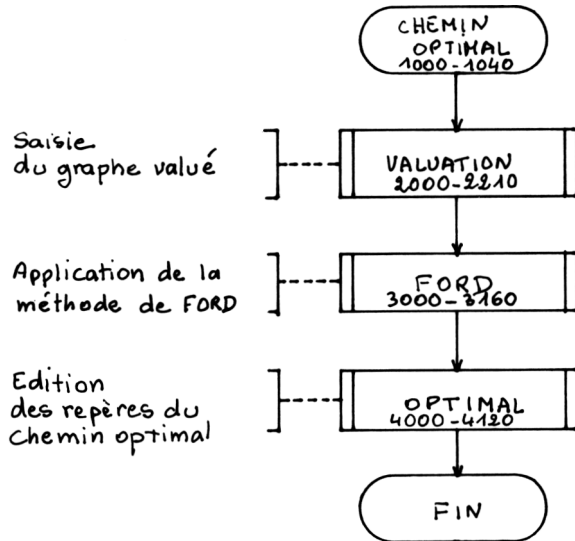 CHEMIN
OPTIMAL
1000-1040
Saisie
du graphe valué
VALUATION
2000-2210
Application de la
méthode de FORD
FORD
3000-3160
Edition
des repères du
chemin optimal
OPTIMAL
4000-4120
FIN